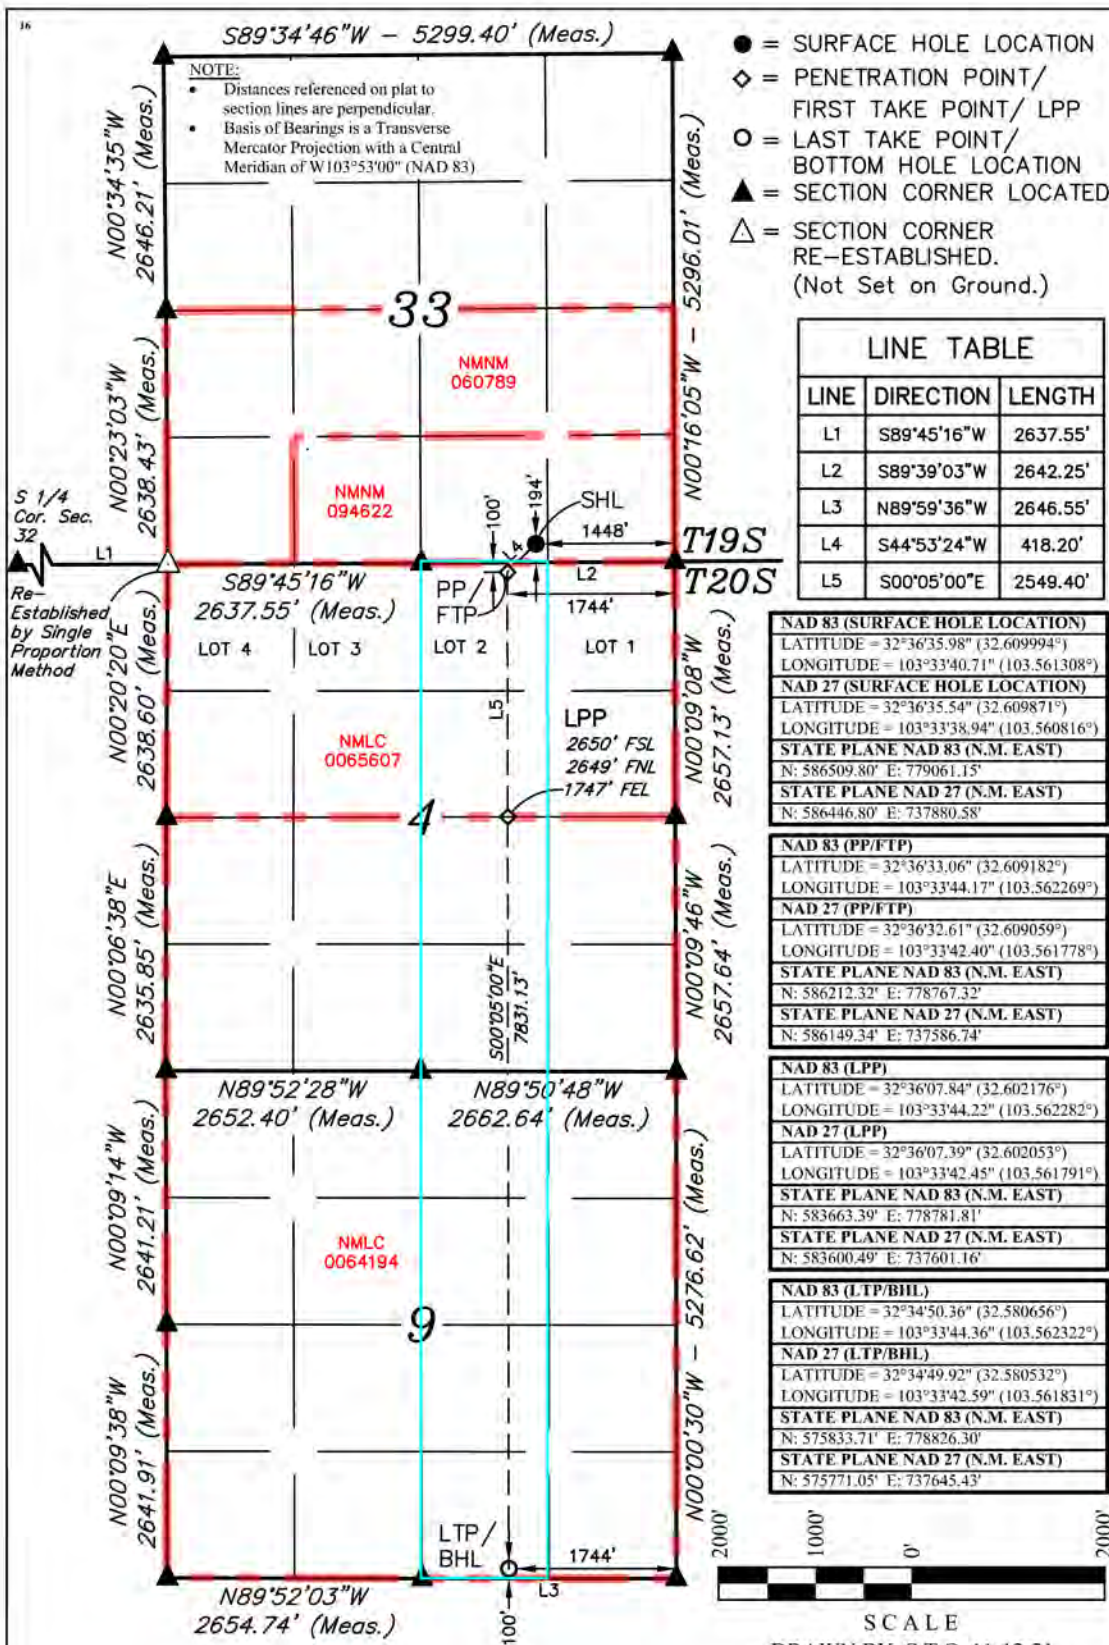 16
S89°34'46"W – 5299.40' (Meas.)
NOTE:
• Distances referenced on plat to
section lines are perpendicular.
• Basis of Bearings is a Transverse
Mercator Projection with a Central
Meridian of W103°53'00" (NAD 83)
N00°34'35"W
2646.21' (Meas.)
N00°16'05"W – 5296.01' (Meas.)
33
NMNM
060789
N00°23'03"W
2638.43' (Meas.)
NMNM
094622
100'
194'
SHL
L4
1448'
T19S
T20S
S 1/4
Cor. Sec.
32
L1
Re-
Established
by Single
Proportion
Method
S89°45'16"W
2637.55' (Meas.)
PP/
FTP
L2
1744'
LOT 4
LOT 3
LOT 2
LOT 1
N00°20'20"E
2638.60' (Meas.)
N00°09'08"W
2657.13' (Meas.)
L5
NMLC
0065607
LPP
2650' FSL
2649' FNL
1747' FEL
4
N00°06'38"E
2635.85' (Meas.)
N00°09'46"W
2657.64' (Meas.)
S00°05'00"E
7831.13'
N89°52'28"W
2652.40' (Meas.)
N89°50'48"W
2662.64' (Meas.)
N00°09'14"W
2641.21' (Meas.)
N00°00'30"W – 5276.62' (Meas.)
NMLC
0064194
9
N00°09'38"W
2641.91' (Meas.)
LTP/
BHL
1744'
L3
N89°52'03"W
2654.74' (Meas.)
100'
= SURFACE HOLE LOCATION
= PENETRATION POINT/
FIRST TAKE POINT/ LPP
= LAST TAKE POINT/
BOTTOM HOLE LOCATION
= SECTION CORNER LOCATED
= SECTION CORNER
RE–ESTABLISHED.
(Not Set on Ground.)
LINE TABLE
LINE DIRECTION LENGTH
L1 S89°45'16"W 2637.55'
L2 S89°39'03"W 2642.25'
L3 N89°59'36"W 2646.55'
L4 S44°53'24"W 418.20'
L5 S00°05'00"E 2549.40'
NAD 83 (SURFACE HOLE LOCATION)
LATITUDE = 32°36'35.98" (32.609994°)
LONGITUDE = 103°33'40.71" (103.561308°)
NAD 27 (SURFACE HOLE LOCATION)
LATITUDE = 32°36'35.54" (32.609871°)
LONGITUDE = 103°33'38.94" (103.560816°)
STATE PLANE NAD 83 (N.M. EAST)
N: 586509.80' E: 779061.15'
STATE PLANE NAD 27 (N.M. EAST)
N: 586446.80' E: 737880.58'
NAD 83 (PP/FTP)
LATITUDE = 32°36'33.06" (32.609182°)
LONGITUDE = 103°33'44.17" (103.562269°)
NAD 27 (PP/FTP)
LATITUDE = 32°36'32.61" (32.609059°)
LONGITUDE = 103°33'42.40" (103.561778°)
STATE PLANE NAD 83 (N.M. EAST)
N: 586212.32' E: 778767.32'
STATE PLANE NAD 27 (N.M. EAST)
N: 586149.34' E: 737586.74'
NAD 83 (LPP)
LATITUDE = 32°36'07.84" (32.602176°)
LONGITUDE = 103°33'44.22" (103.562282°)
NAD 27 (LPP)
LATITUDE = 32°36'07.39" (32.602053°)
LONGITUDE = 103°33'42.45" (103.561791°)
STATE PLANE NAD 83 (N.M. EAST)
N: 583663.39' E: 778781.81'
STATE PLANE NAD 27 (N.M. EAST)
N: 583600.49' E: 737601.16'
NAD 83 (LTP/BHL)
LATITUDE = 32°34'50.36" (32.580656°)
LONGITUDE = 103°33'44.36" (103.562322°)
NAD 27 (LTP/BHL)
LATITUDE = 32°34'49.92" (32.580532°)
LONGITUDE = 103°33'42.59" (103.561831°)
STATE PLANE NAD 83 (N.M. EAST)
N: 575833.71' E: 778826.30'
STATE PLANE NAD 27 (N.M. EAST)
N: 575771.05' E: 737645.43'
2000'
1000'
0'
2000'
SCALE